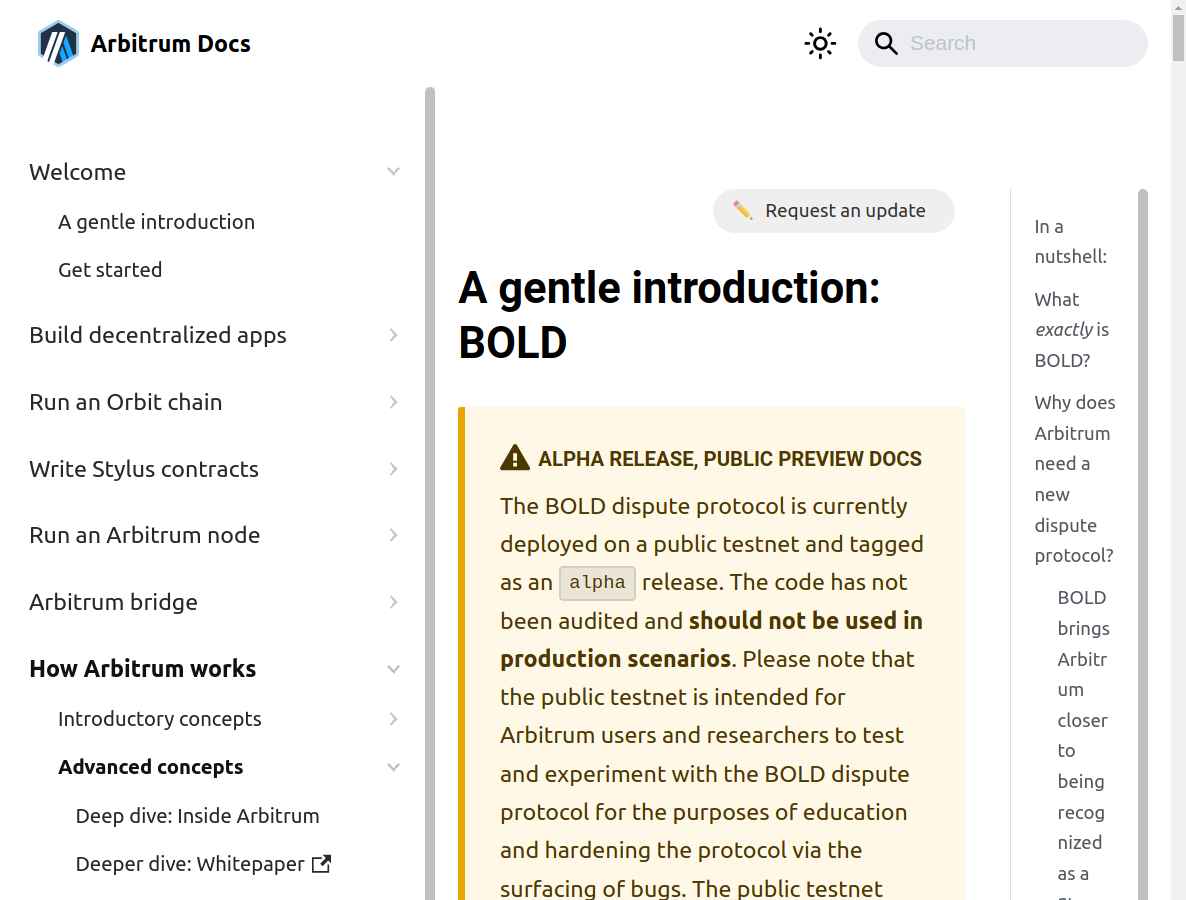 Arbitrum Docs
Search
Welcome
A gentle introduction
Get started
Build decentralized apps
Run an Orbit chain
Write Stylus contracts
Run an Arbitrum node
Arbitrum bridge
How Arbitrum works
Introductory concepts
Advanced concepts
Deep dive: Inside Arbitrum
Deeper dive: Whitepaper
Request an update
A gentle introduction:
BOLD
ALPHA RELEASE, PUBLIC PREVIEW DOCS
The BOLD dispute protocol is currently
deployed on a public testnet and tagged
as an alpha release. The code has not
been audited and should not be used in
production scenarios. Please note that
the public testnet is intended for
Arbitrum users and researchers to test
and experiment with the BOLD dispute
protocol for the purposes of education
and hardening the protocol via the
surfacing of bugs. The public testnet
In a
nutshell:
What
exactly is
BOLD?
Why does
Arbitrum
need a
new
dispute
protocol?
BOLD
brings
Arbitr
um
closer
to
being
recog
nized
as a